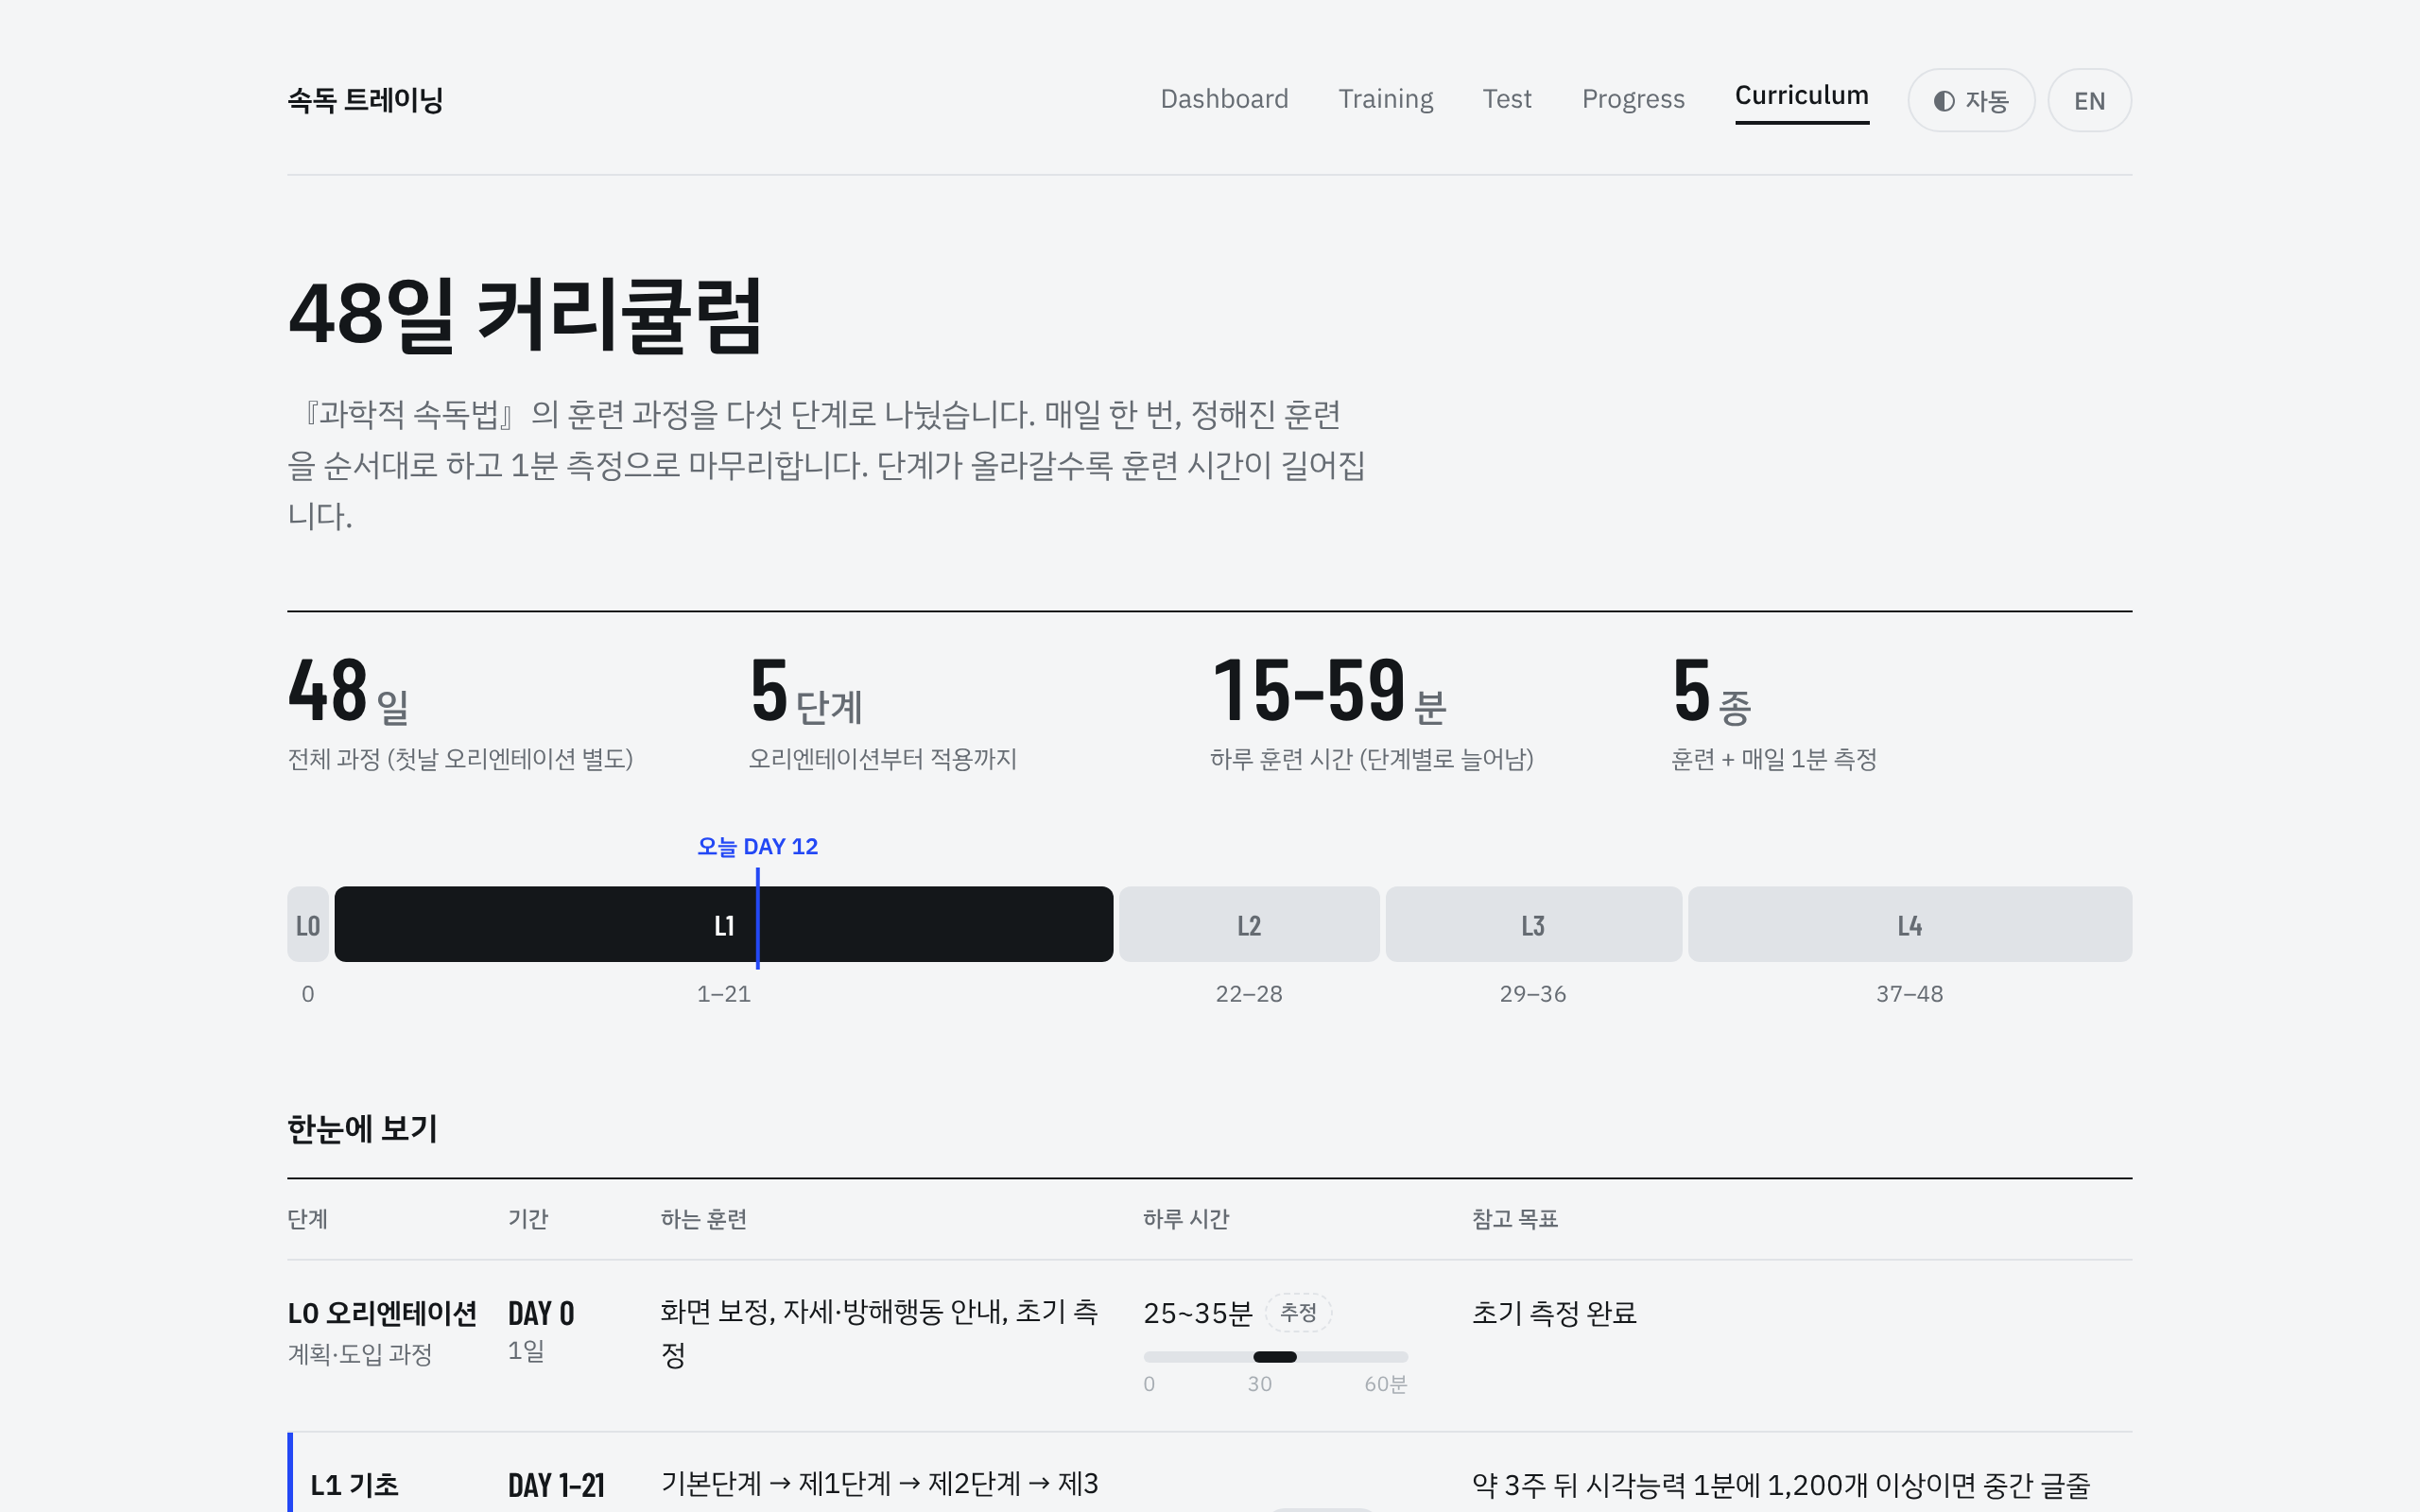 속독 트레이닝
Dashboard Training Test Progress Curriculum 자동 EN
48일 커리큘럼
『과학적 속독법』의 훈련 과정을 다섯 단계로 나눴습니다. 매일 한 번, 정해진 훈련
을 순서대로 하고 1분 측정으로 마무리합니다. 단계가 올라갈수록 훈련 시간이 길어집
니다.
48 일 5 단계 15–59 분 5 종
전체 과정 (첫날 오리엔테이션 별도) 오리엔테이션부터 적용까지 하루 훈련 시간 (단계별로 늘어남) 훈련 + 매일 1분 측정
오늘 DAY 12
L0 L1 L2 L3 L4
0 1–21 22–28 29–36 37–48
한눈에 보기
단계 기간 하는 훈련 하루 시간 참고 목표
L0 오리엔테이션 DAY 0 화면 보정, 자세·방해행동 안내, 초기 측 25~35분 추정 초기 측정 완료
계획·도입 과정 1일 정
0 30 60분
L1 기초 DAY 1–21 기본단계 → 제1단계 → 제2단계 → 제3 약 3주 뒤 시각능력 1분에 1,200개 이상이면 중간 글줄